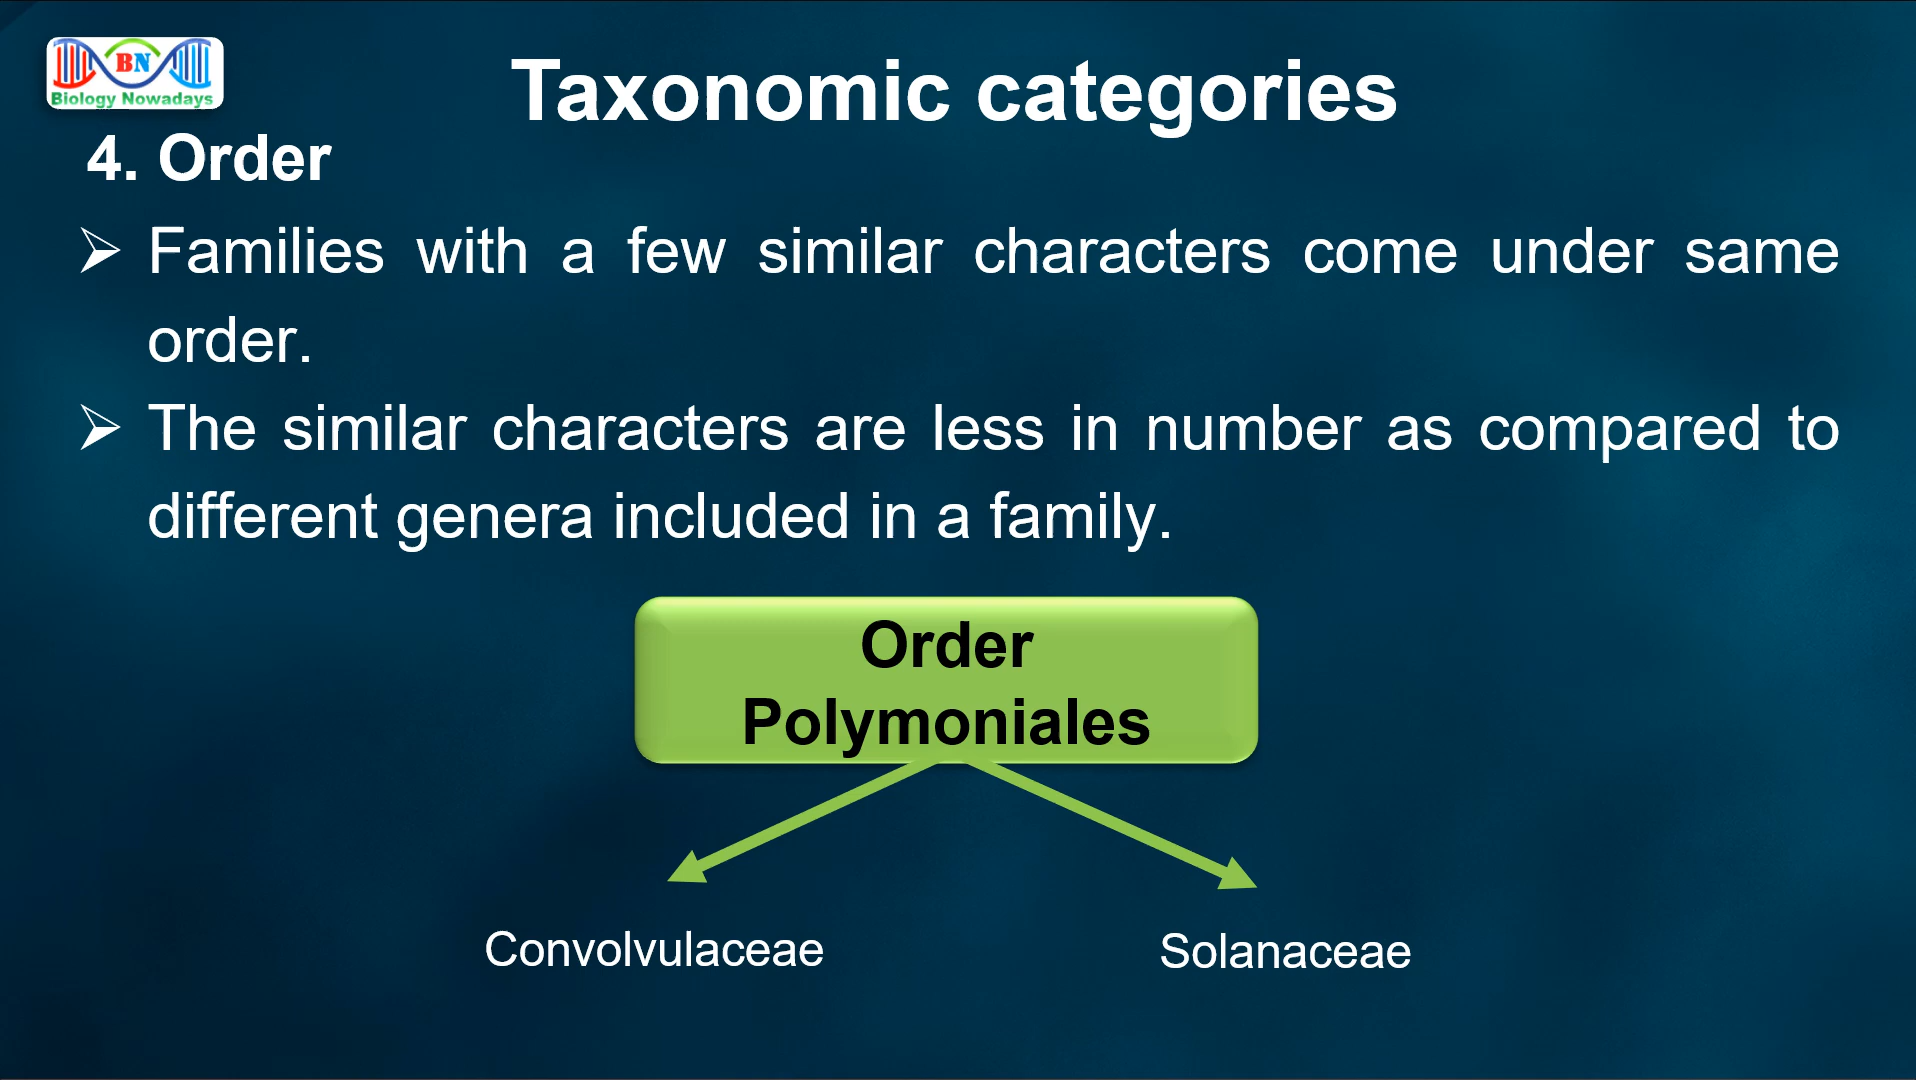 BN
Biology Nowadays
Taxonomic categories
4. Order
Families with a few similar characters come under same
order.
The similar characters are less in number as compared to
different genera included in a family.
Order
Polymoniales
Convolvulaceae
Solanaceae